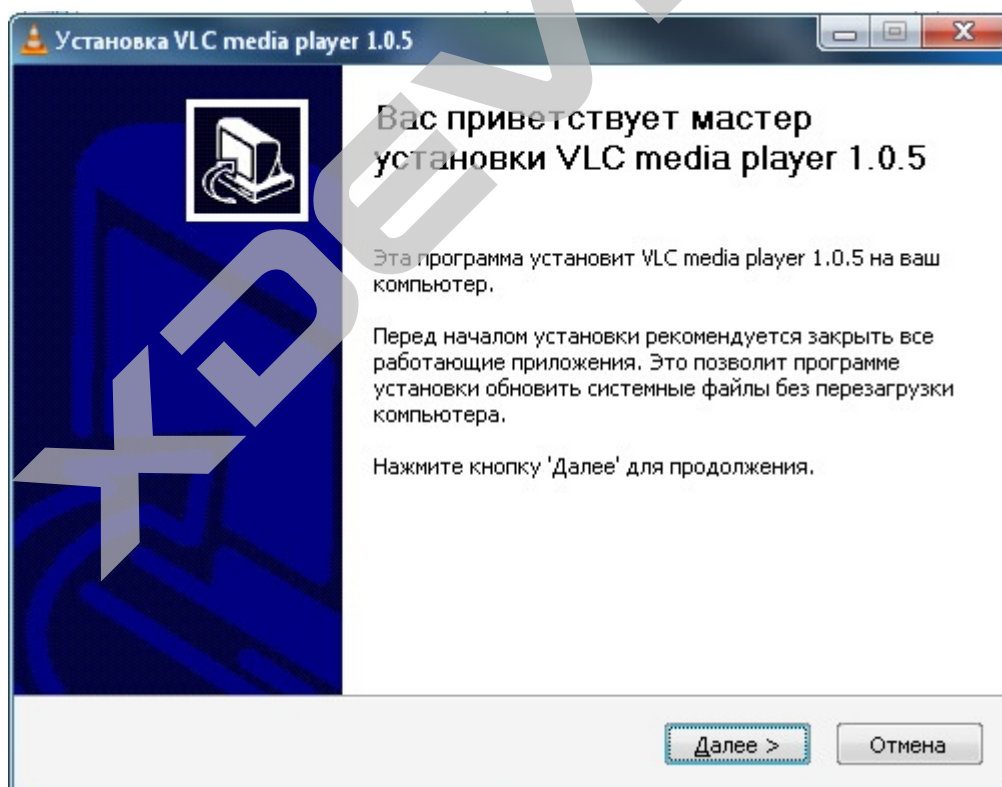 Установка VLC media player 1.0.5
Вас приветствует мастер
установки VLC media player 1.0.5
Эта программа установит VLC media player 1.0.5 на ваш
компьютер.
Перед началом установки рекомендуется закрыть все
работающие приложения. Это позволит программе
установки обновить системные файлы без перезагрузки
компьютера.
Нажмите кнопку 'Далее' для продолжения.
Далее >
Отмена